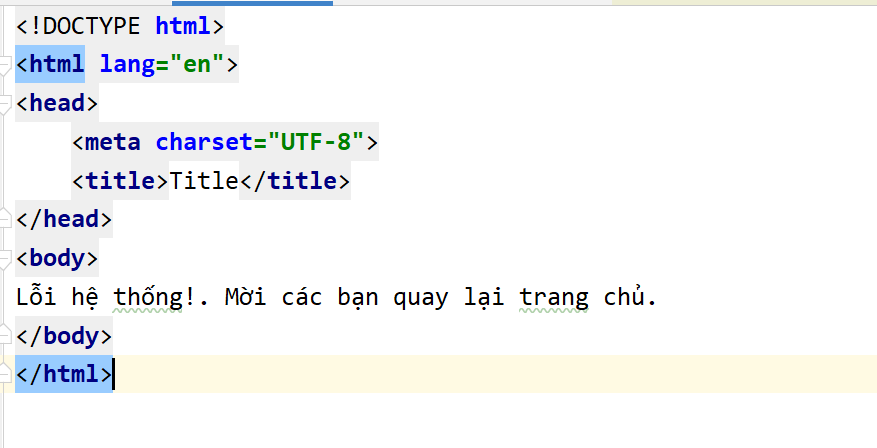 <!DOCTYPE html>
<html lang="en">
<head>
    <meta charset="UTF-8">
    <title>Title</title>
</head>
<body>
Lỗi hệ thống!. Mời các bạn quay lại trang chủ.
</body>
</html>